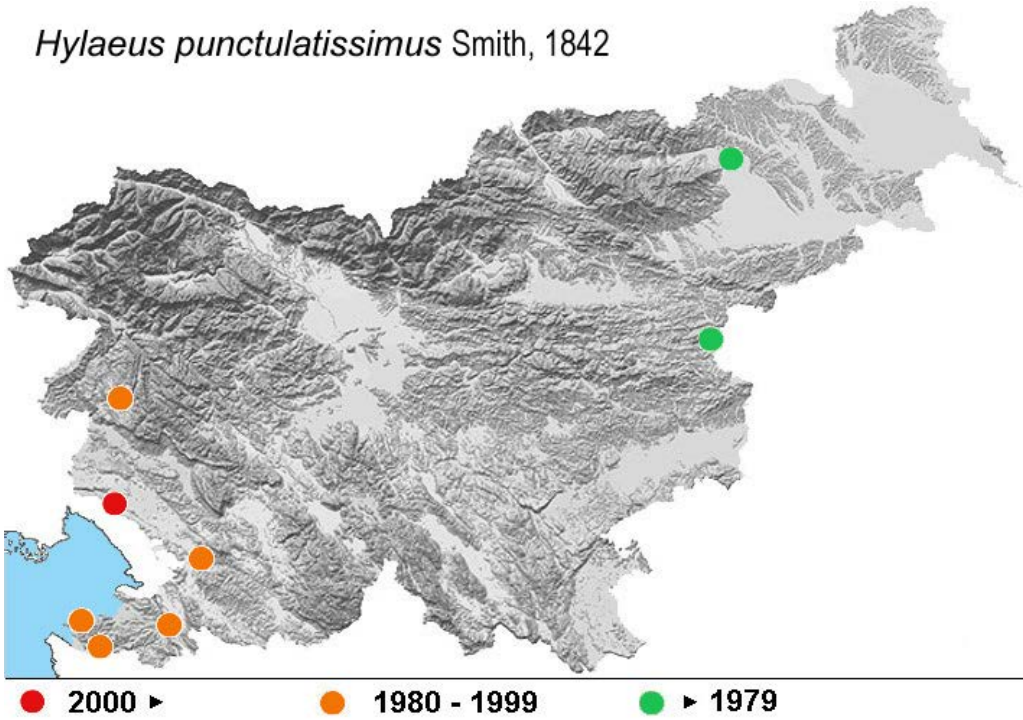 Hylaeus punctulatissimus Smith, 1842
2000 ► 1980 - 1999 ► 1979